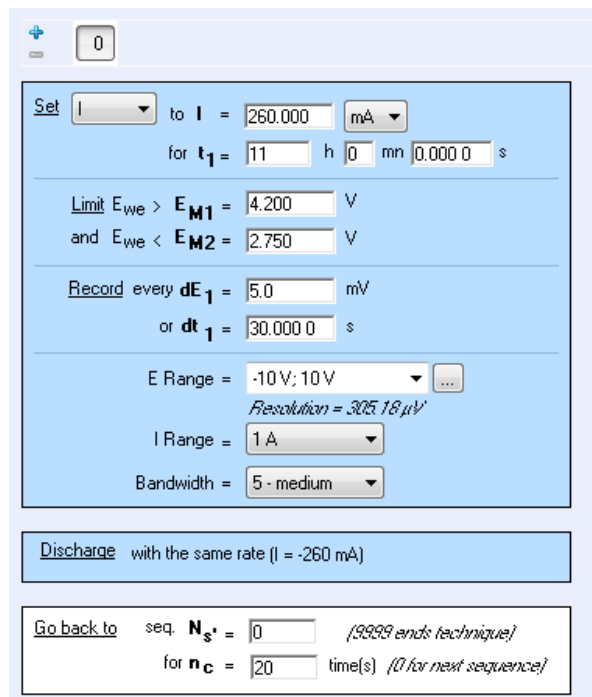 0
Set I to I = 260.000 mA
for t1 = 11 h 0 mn 0.000 0 s
Limit Ewe > EM1 = 4.200 V
and Ewe < EM2 = 2.750 V
Record every dE1 = 5.0 mV
or dt1 = 30.000 0 s
E Range = -10 V; 10 V ...
Resolution = 305.18 µV
I Range = 1 A
Bandwidth = 5 - medium
Discharge with the same rate (I = -260 mA)
Go back to seq. Ns' = 0 (9999 ends technique)
for nc = 20 time(s) (0 for next sequence)